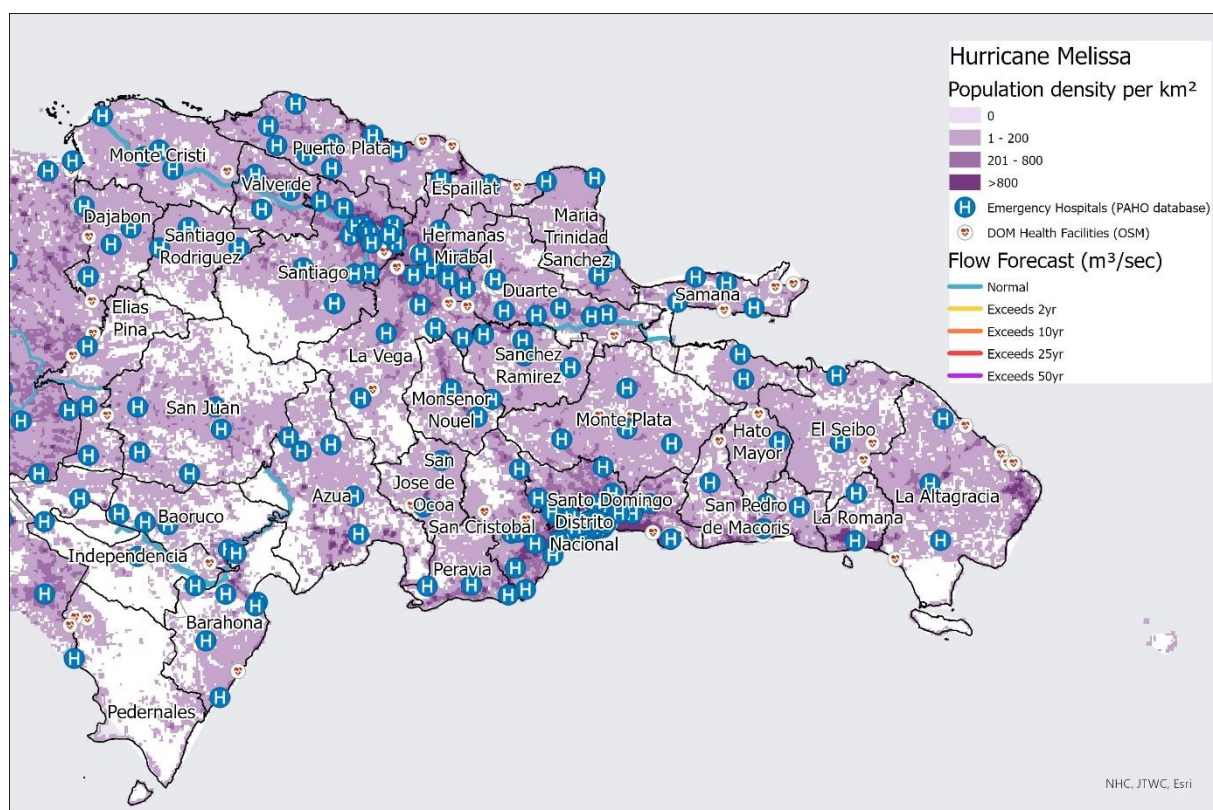 Hurricane Melissa
Population density per km²
0
1 - 200
201 - 800
>800
H Emergency Hospitals (PAHO database)
DOM Health Facilities (OSM)
Flow Forecast (m³/sec)
Normal
Exceeds 2yr
Exceeds 10yr
Exceeds 25yr
Exceeds 50yr
Monte Cristi
Puerto Plata
Valverde
Espaillat
Dajabon
Santiago
Rodriguez
Santiago
Hermanas
Mirabal
Maria
Trinidad
Sanchez
Duarte
Samana
Elias
Pina
La Vega
Sanchez
Ramirez
San Juan
Monsenor
Nouel
Monte Plata
Hato
Mayor
El Seibo
San
Jose de
Ocoa
Azua
Baoruco
San Cristobal
Santo Domingo
Distrito
Nacional
San Pedro
de Macoris
La Romana
La Altagracia
Independencia
Peravia
Barahona
Pedernales
NHC, JTWC, Esri